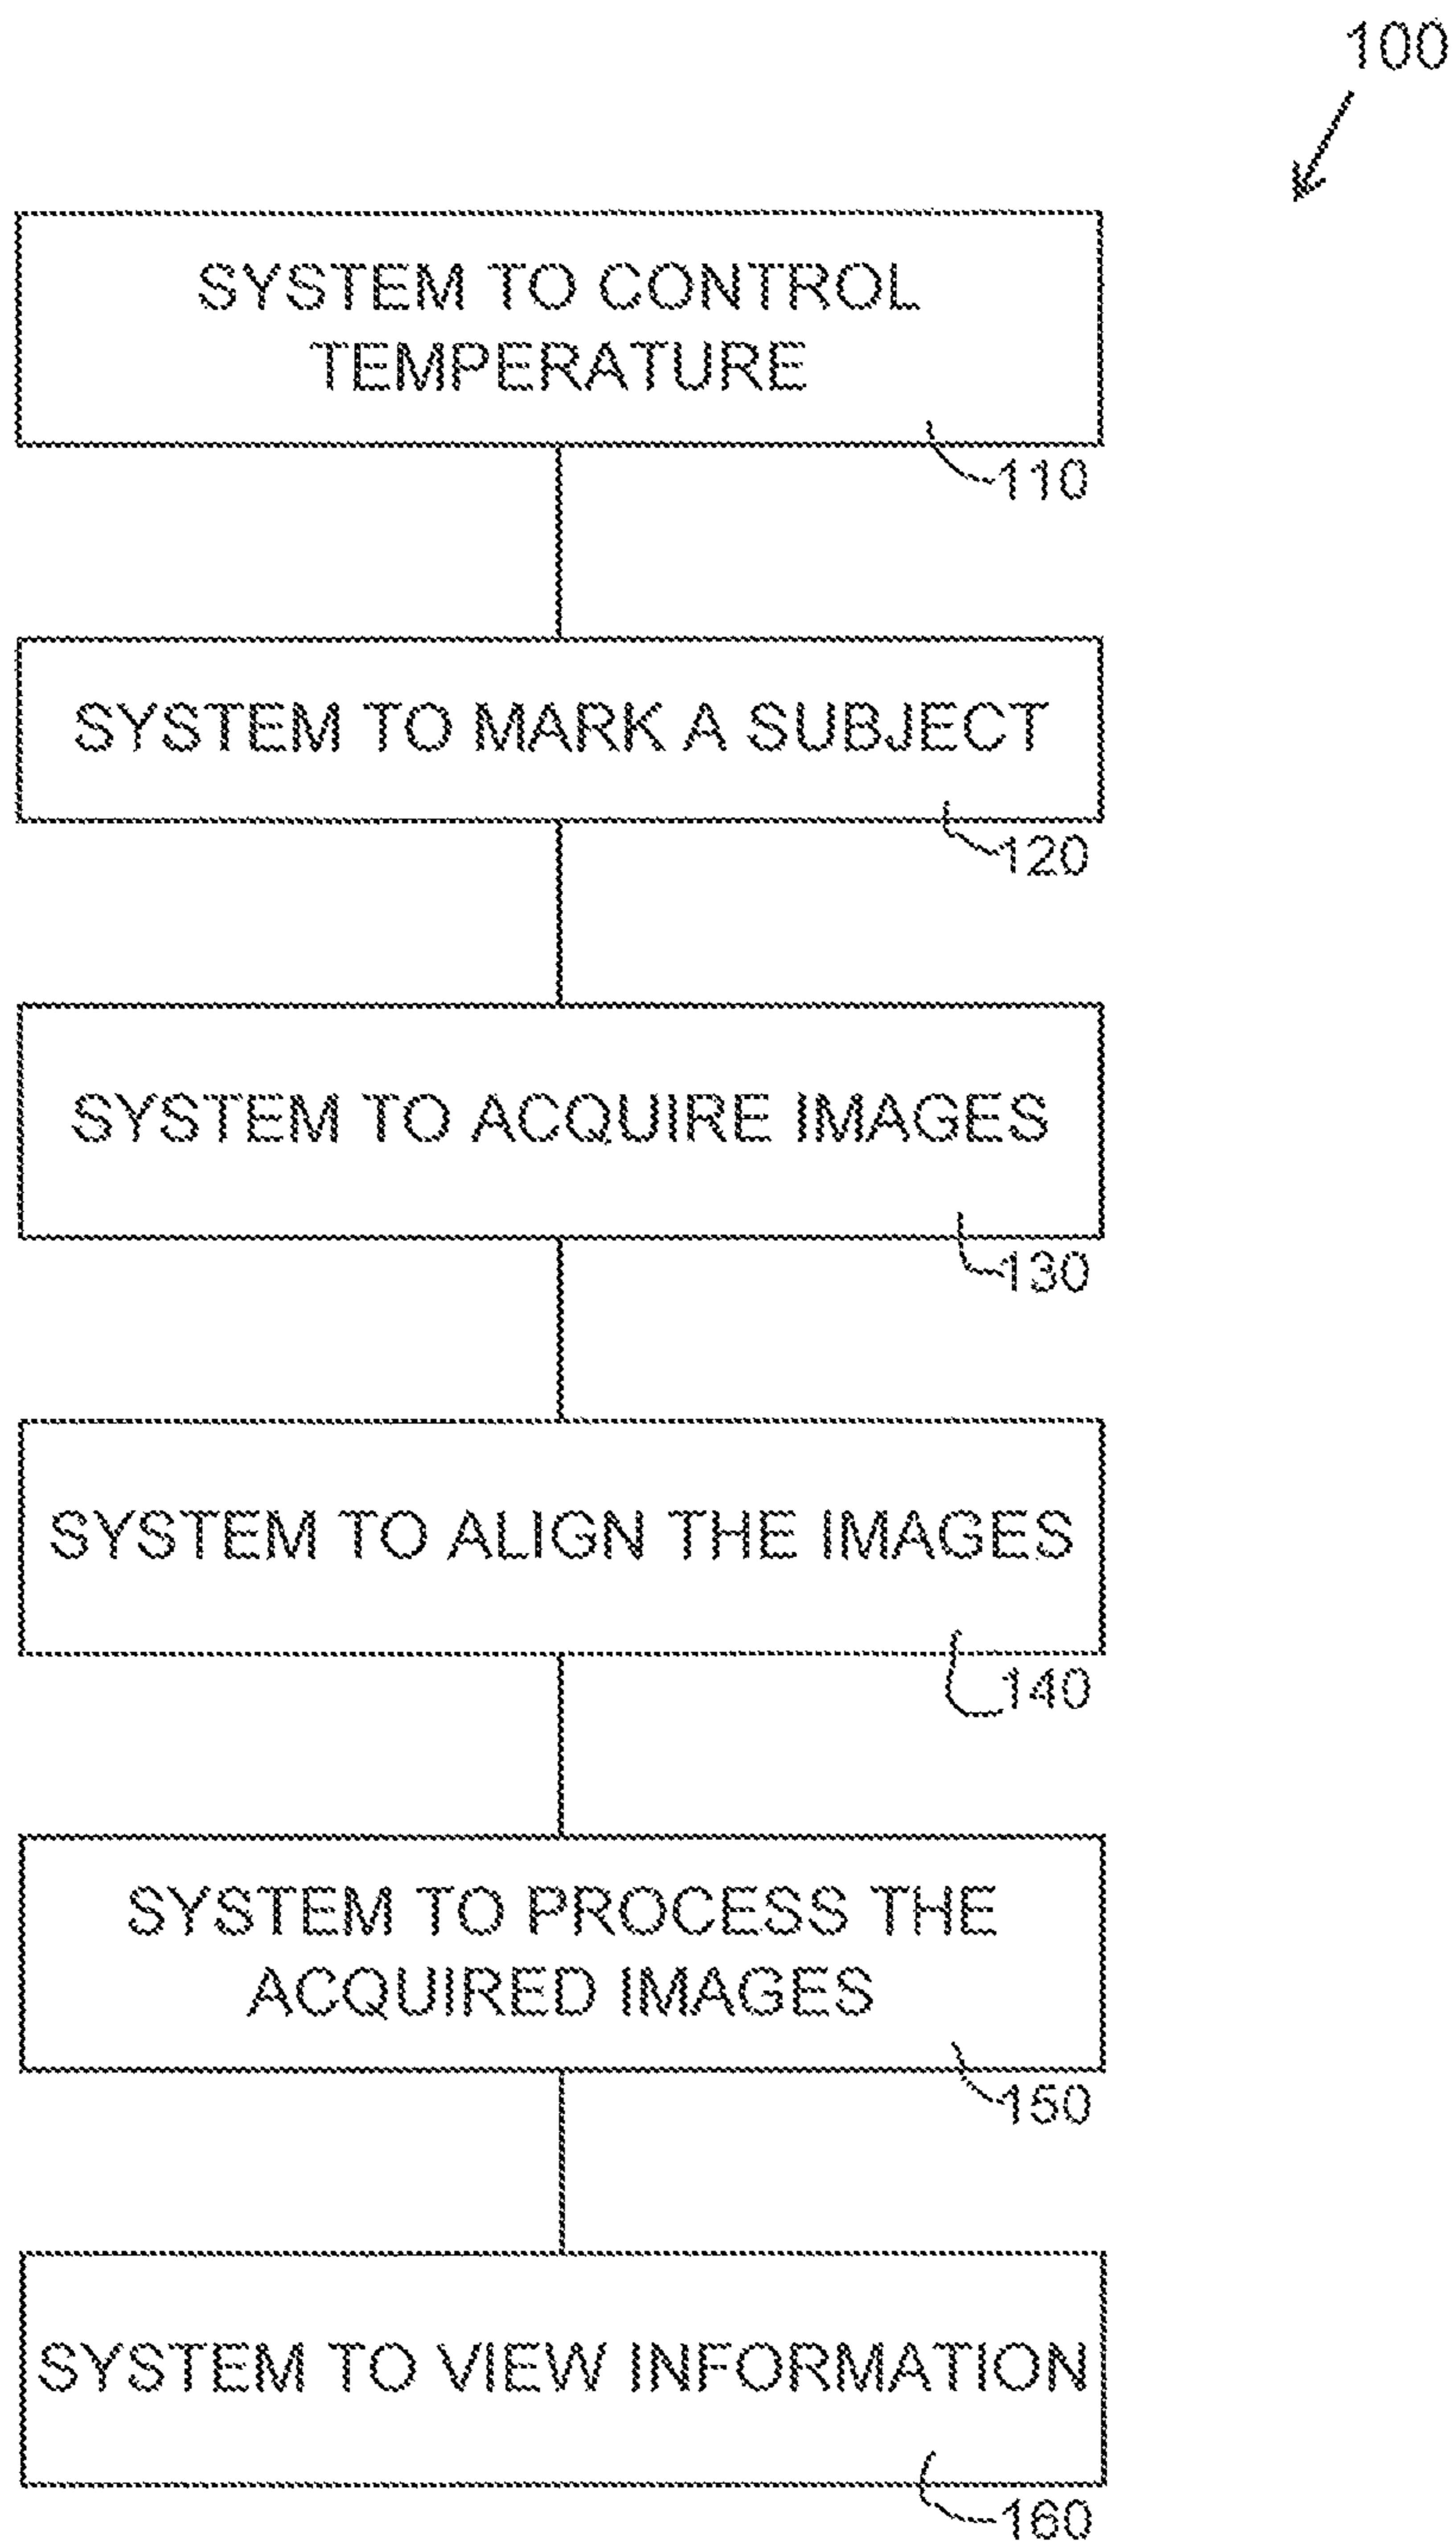 100
SYSTEM TO CONTROL
TEMPERATURE
110
SYSTEM TO MARK A SUBJECT
120
SYSTEM TO ACQUIRE IMAGES
130
SYSTEM TO ALIGN THE IMAGES
140
SYSTEM TO PROCESS THE
ACQUIRED IMAGES
150
SYSTEM TO VIEW INFORMATION
160